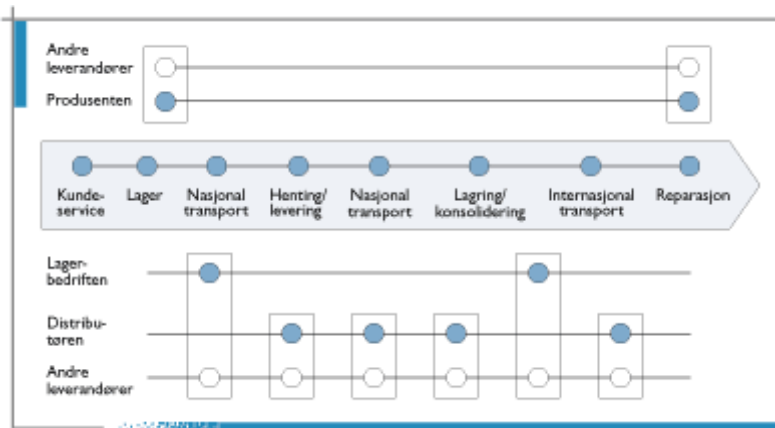 Andre
leverandører
Produsenten
Kunde-
service
Lager
Nasjonal
transport
Henting/
levering
Nasjonal
transport
Lagring/
konsolidering
Internasjonal
transport
Reparasjon
Lager-
bedriften
Distribu-
tøren
Andre
leverandører